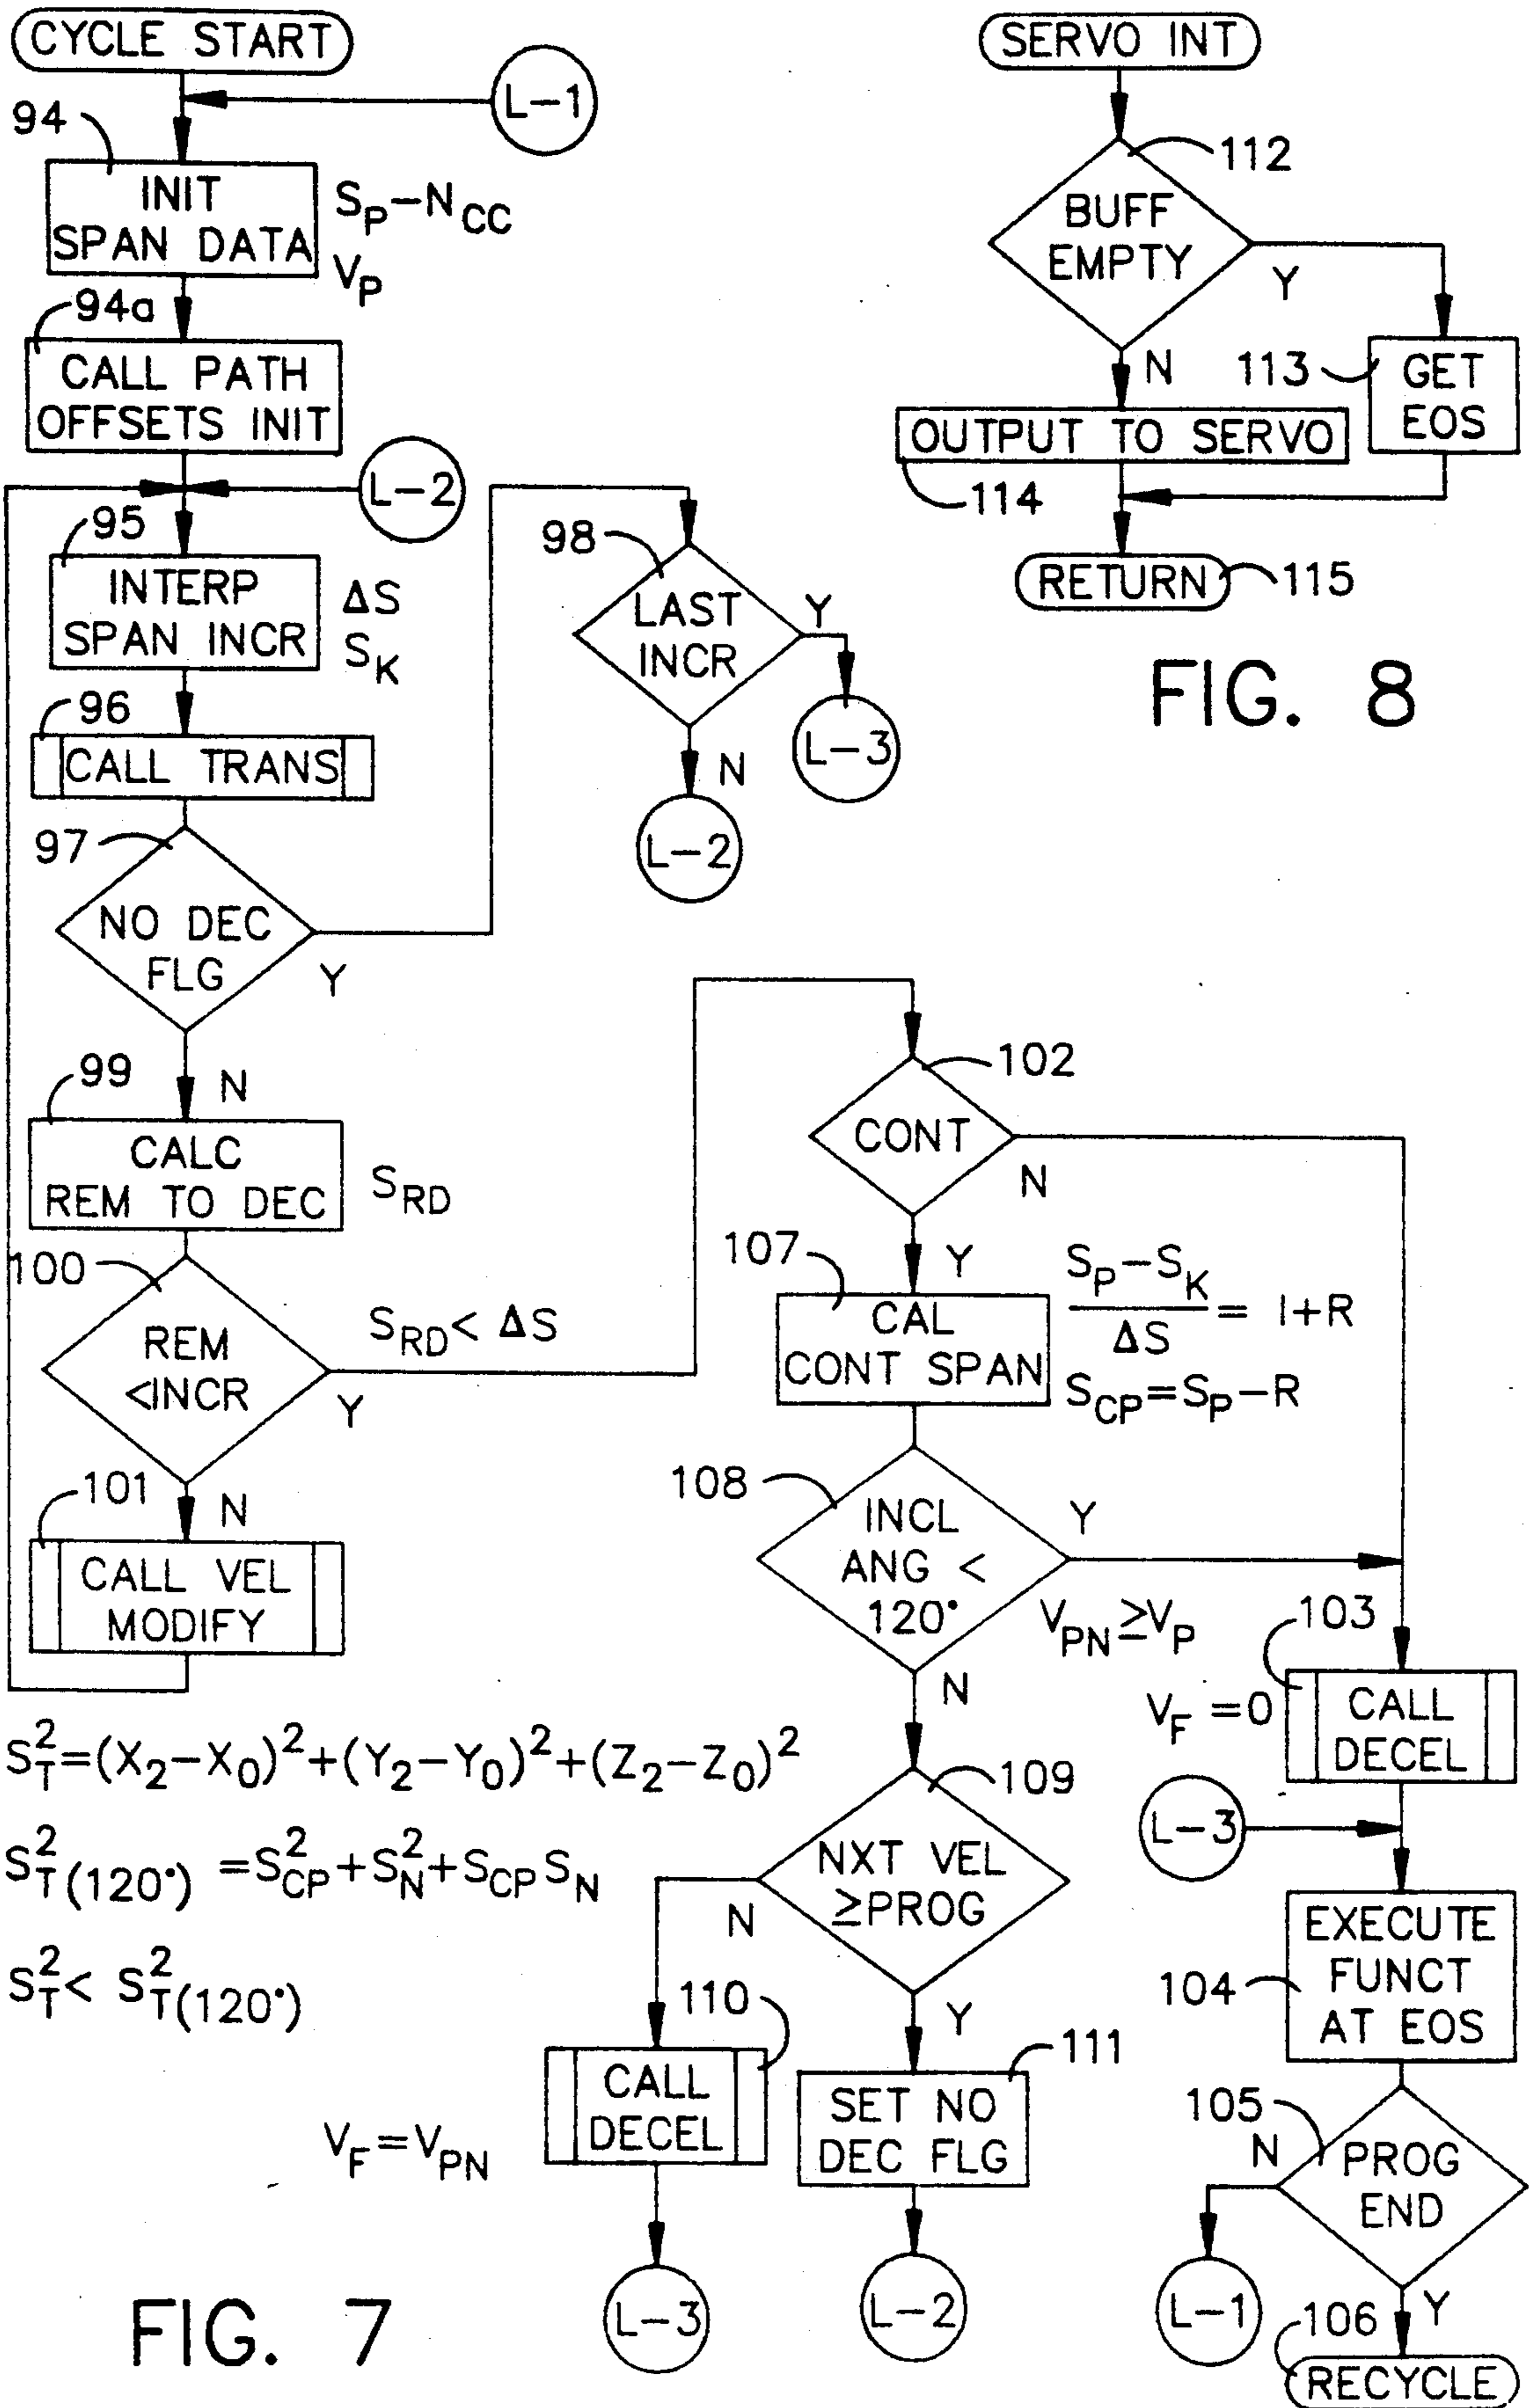 CYCLE START
L-1
94
INIT
SPAN DATA
S_P-N_CC
V_P
94a
CALL PATH
OFFSETS INIT
L-2
95
INTERP
SPAN INCR
ΔS
S_K
96
CALL TRANS
97
NO DEC
FLG
Y
N
98
LAST
INCR
Y
L-3
N
L-2
99
CALC
REM TO DEC
S_RD
100
REM
<INCR
S_RD < ΔS
Y
N
101
CALL VEL
MODIFY
102
CONT
N
Y
107
CAL
CONT SPAN
S_P-S_K
ΔS
= I+R
S_CP=S_P-R
108
INCL
ANG <
120°
Y
N
V_PN ≥V_P
103
V_F =0
CALL
DECEL
L-3
109
NXT VEL
≥PROG
N
Y
110
CALL
DECEL
V_F=V_PN
L-3
111
SET NO
DEC FLG
L-2
104
EXECUTE
FUNCT
AT EOS
105
PROG
END
N
L-1
Y
106
RECYCLE
S_T^2=(X_2-X_0)^2+(Y_2-Y_0)^2+(Z_2-Z_0)^2
S_T^2(120°) =S_CP^2+S_N^2+S_CP S_N
S_T^2< S_T^2(120°)
FIG. 7
SERVO INT
112
BUFF
EMPTY
Y
N
113
GET
EOS
OUTPUT TO SERVO
114
RETURN
115
FIG. 8